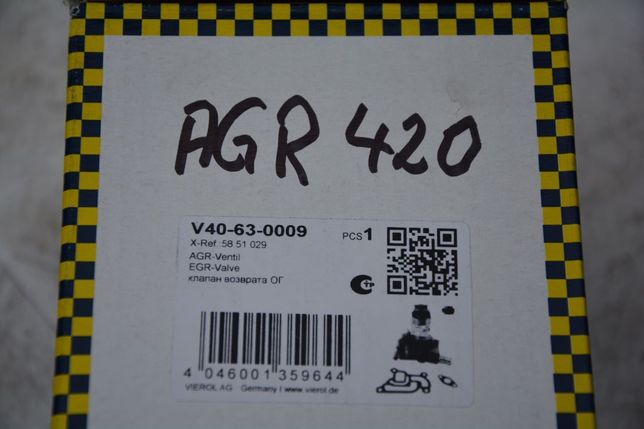 AGR 420
V40-63-0009
PCS 1
X-Ref.:58 51 029
AGR-Ventil
EGR-Valve
клапан возврата ОГ
4 046001 359644
VIEROL AG Germany I www.vierol.de